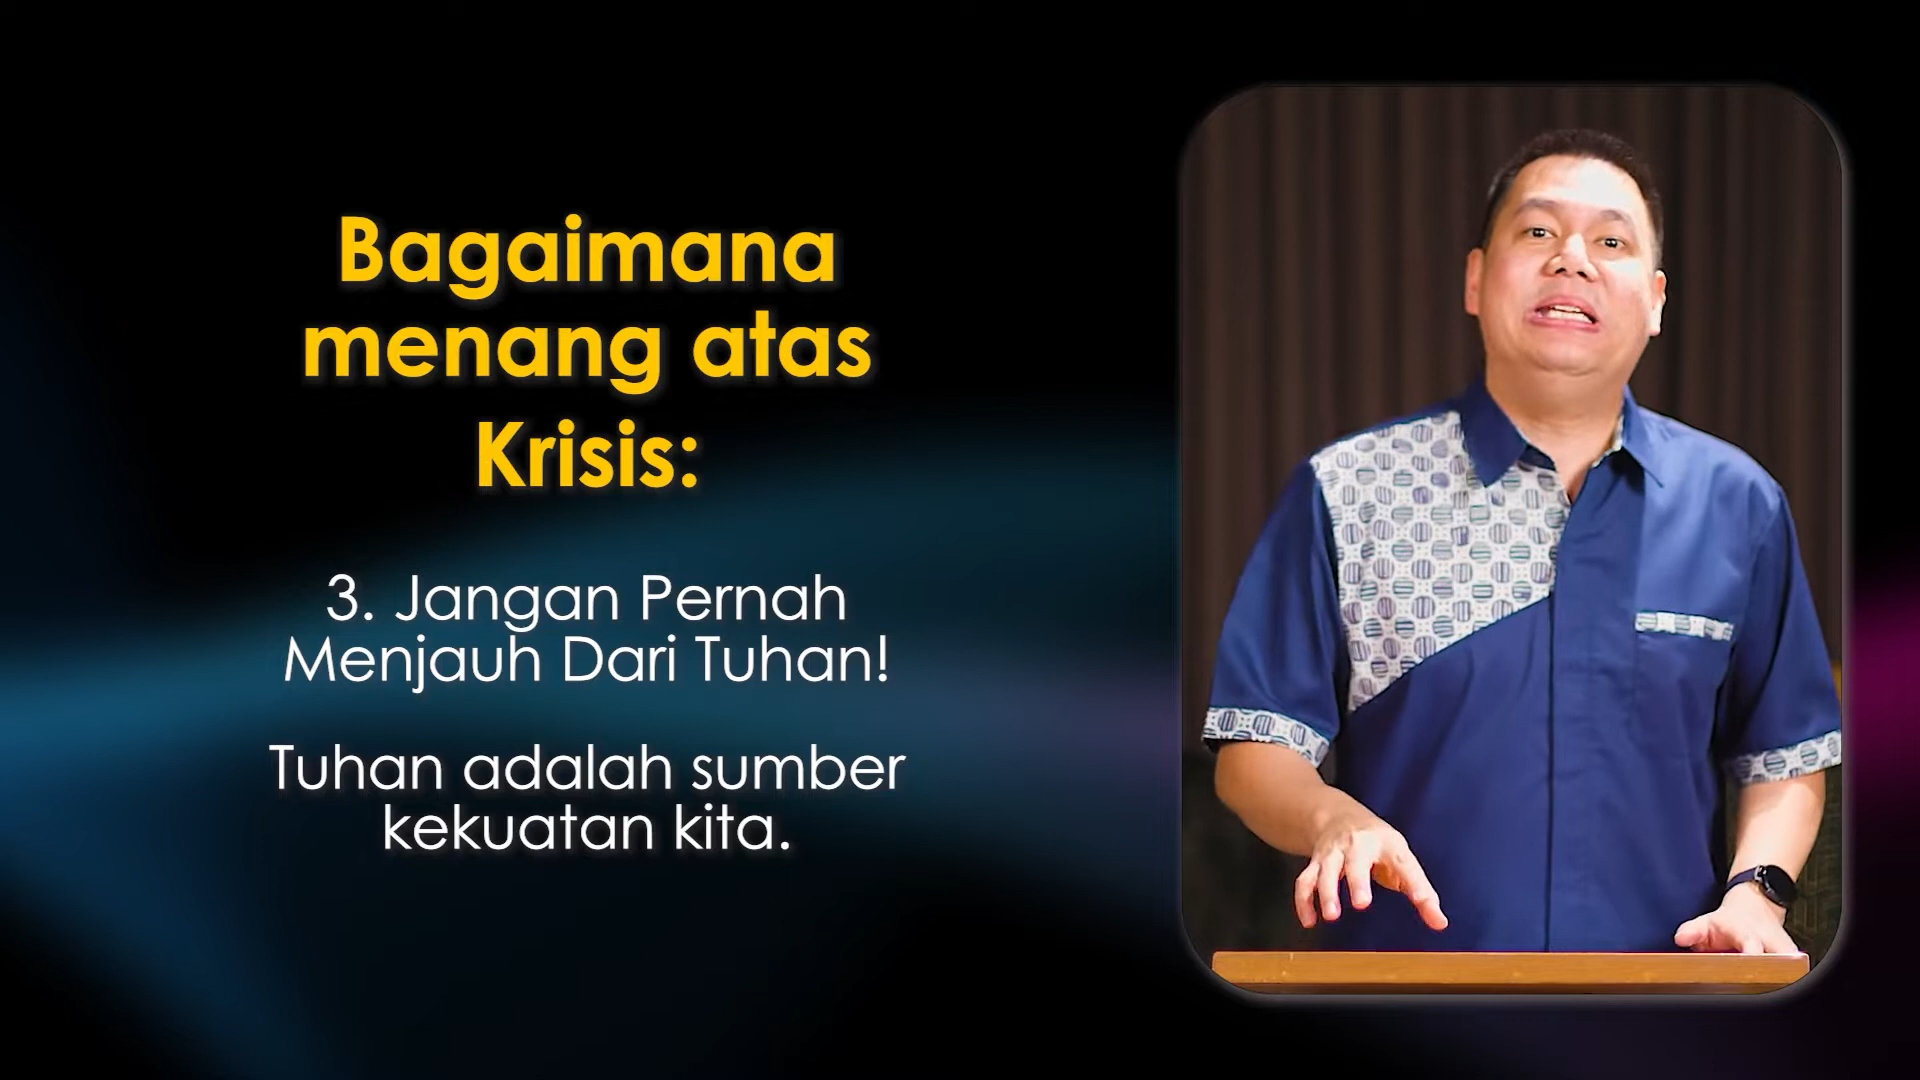 Bagaimana
menang atas
Krisis:
3. Jangan Pernah
Menjauh Dari Tuhan!
Tuhan adalah sumber
kekuatan kita.